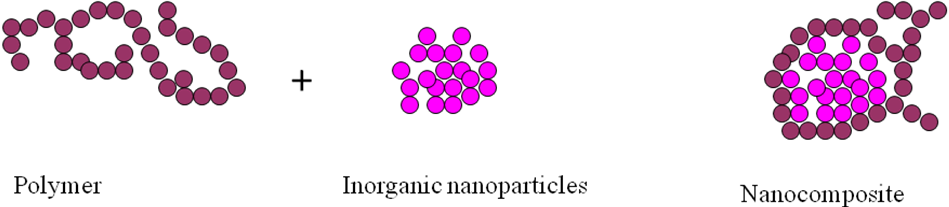 +
Polymer
Inorganic nanoparticles
Nanocomposite